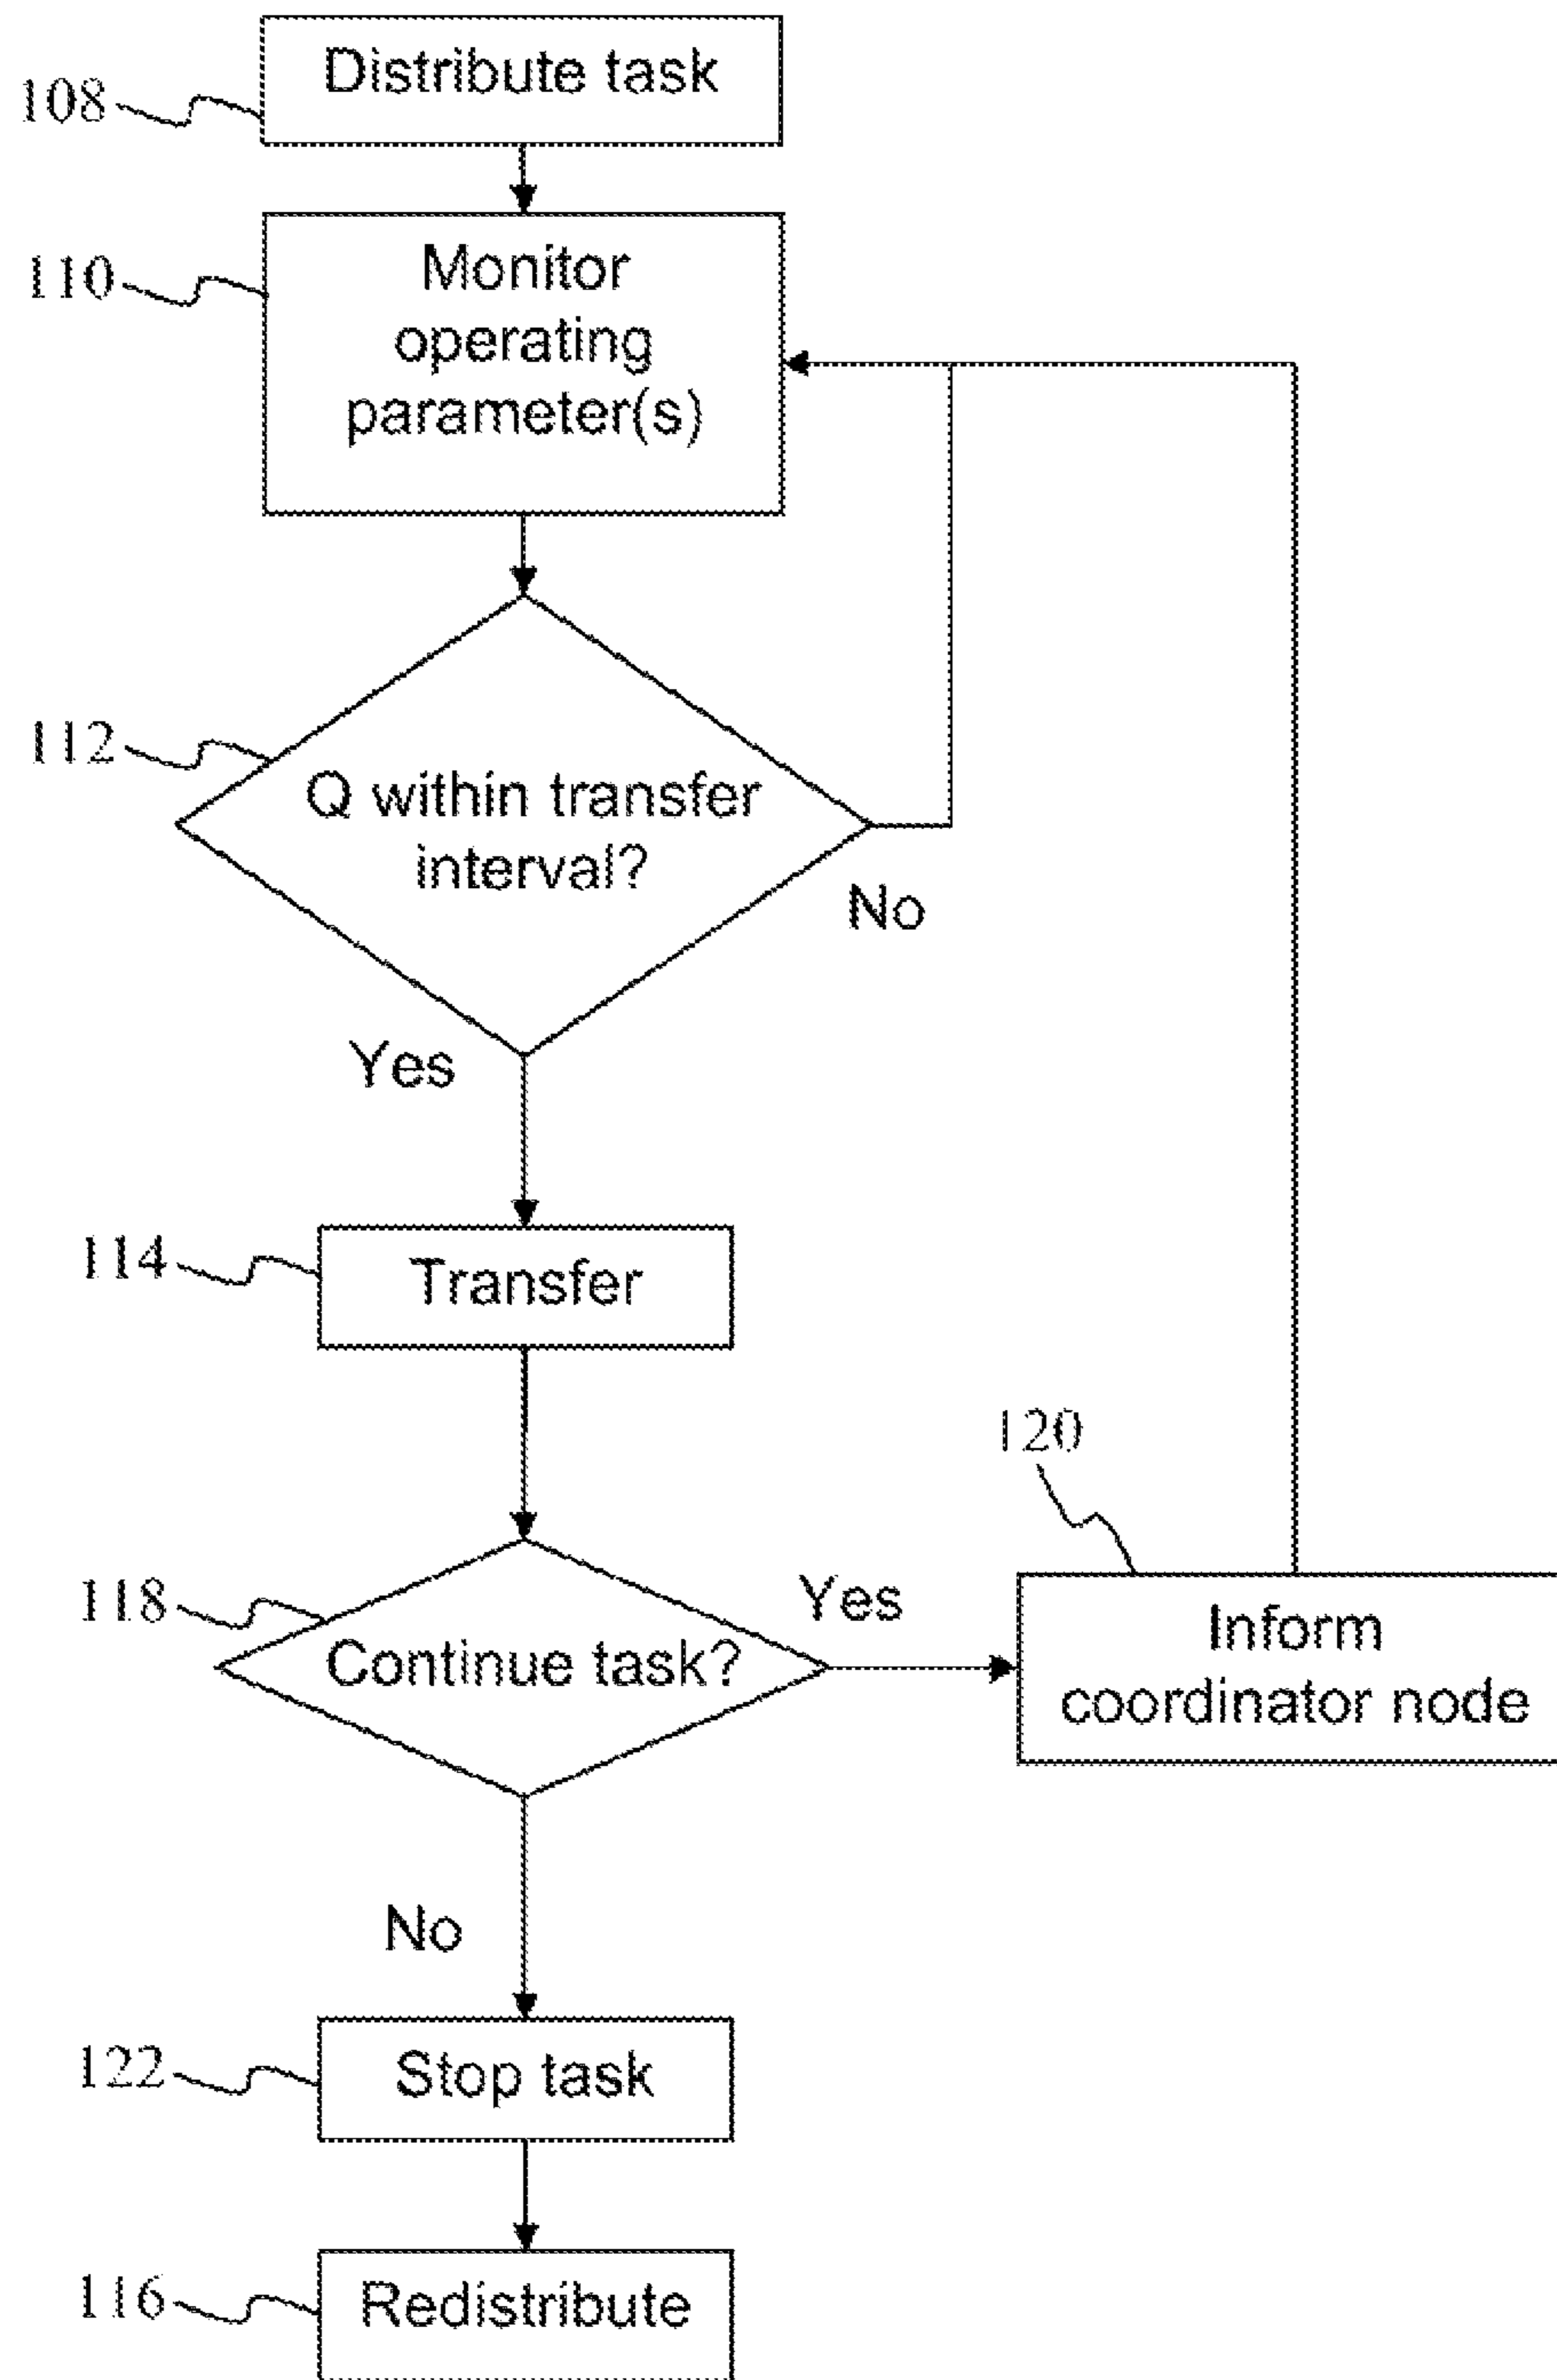 Distribute task
108
110
Monitor
operating
parameter(s)
112
Q within transfer
interval?
No
Yes
114
Transfer
120
118
Continue task?
Yes
Inform
coordinator node
No
122
Stop task
116
Redistribute